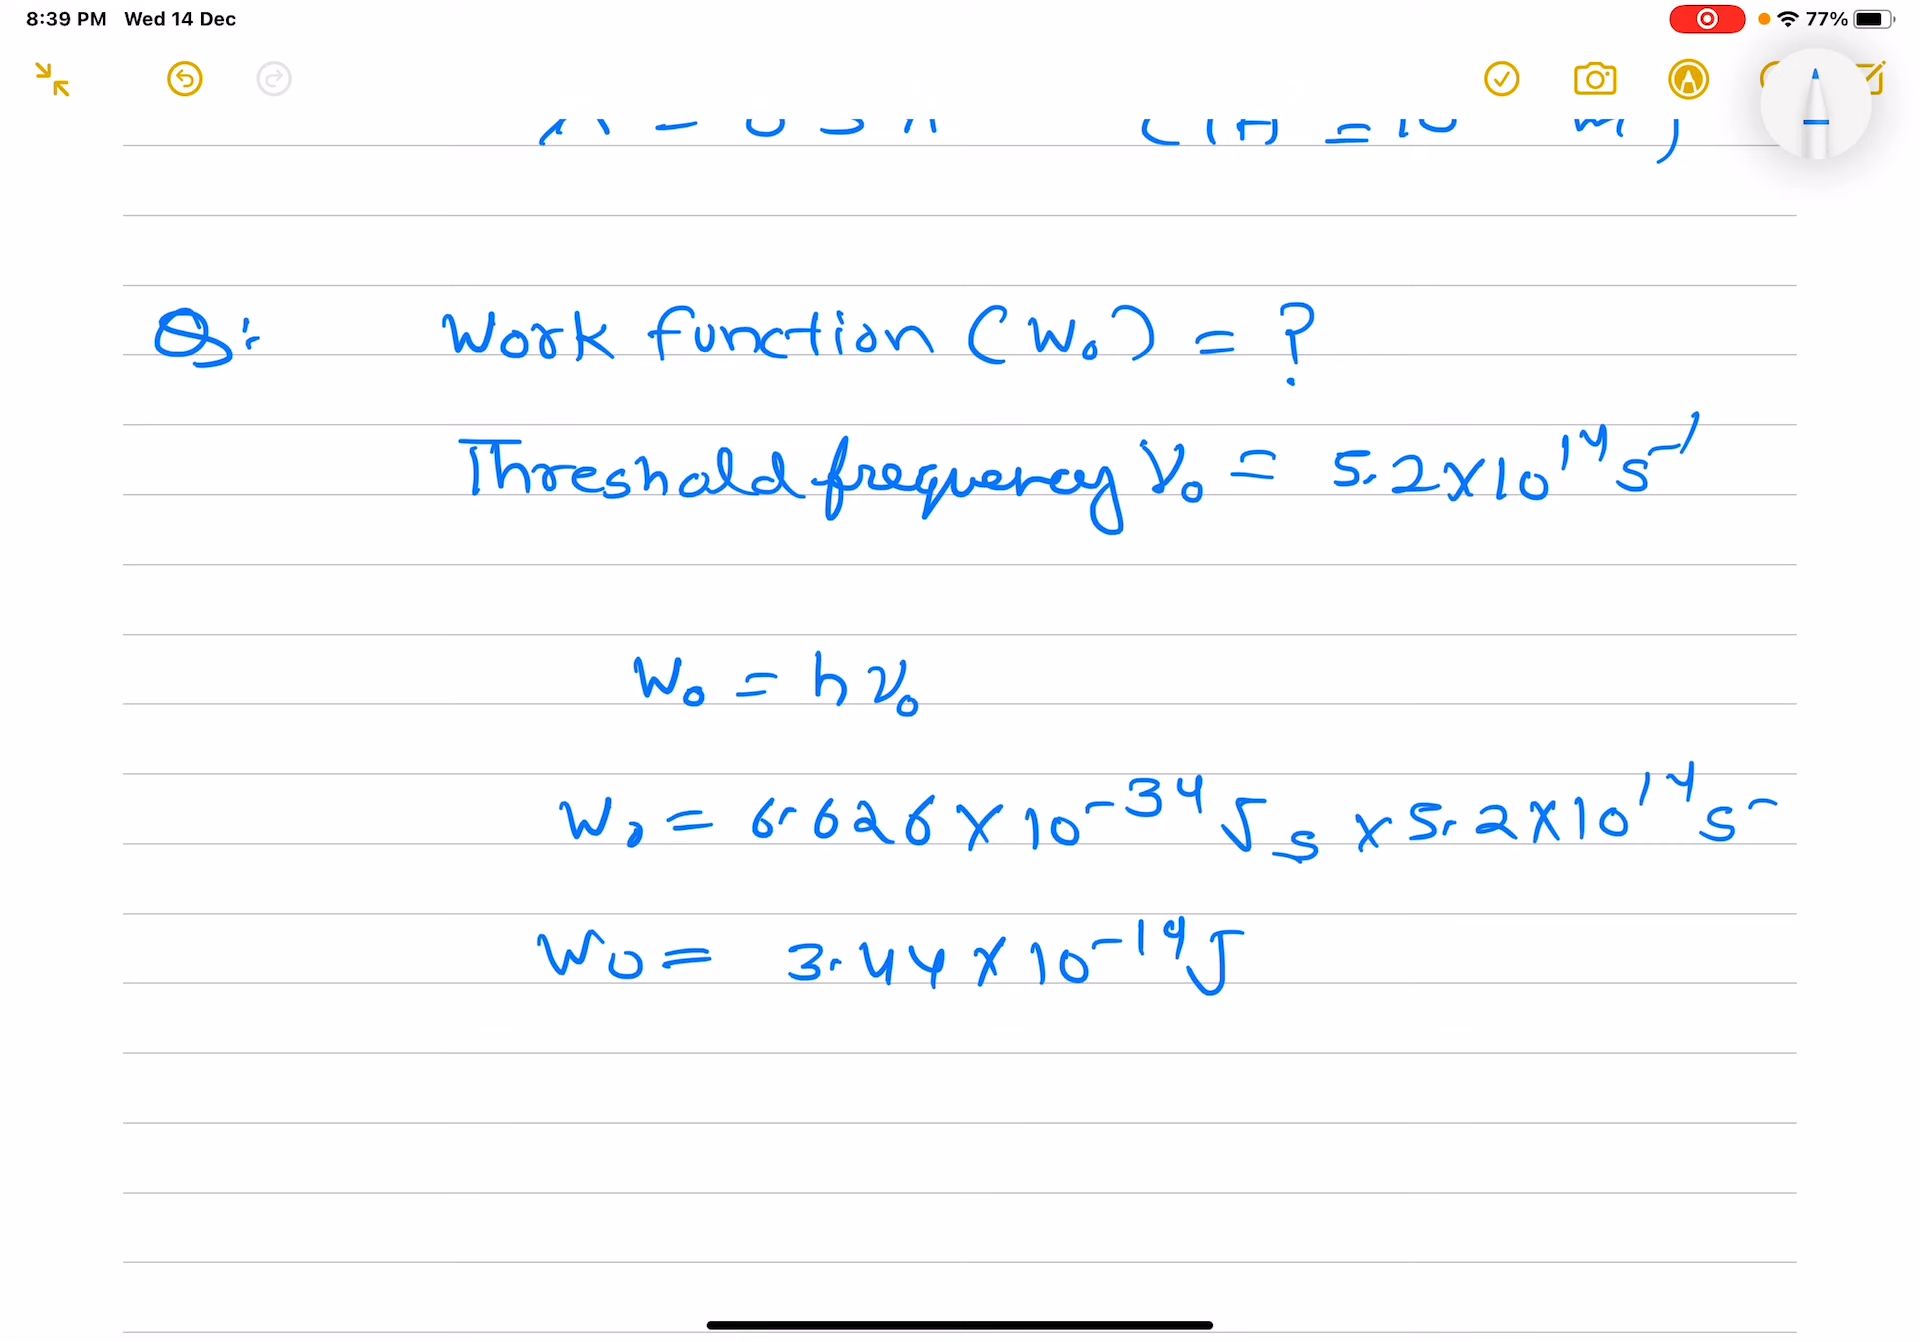 8:39 PM Wed 14 Dec 77%
Q: Work function (W₀) = ?
Threshold frequency ν₀ = 5.2×10¹⁴ s⁻¹
W₀ = hν₀
W₀ = 6.626×10⁻³⁴ Js × 5.2×10¹⁴ s⁻
W₀ = 3.44×10⁻¹⁹ J